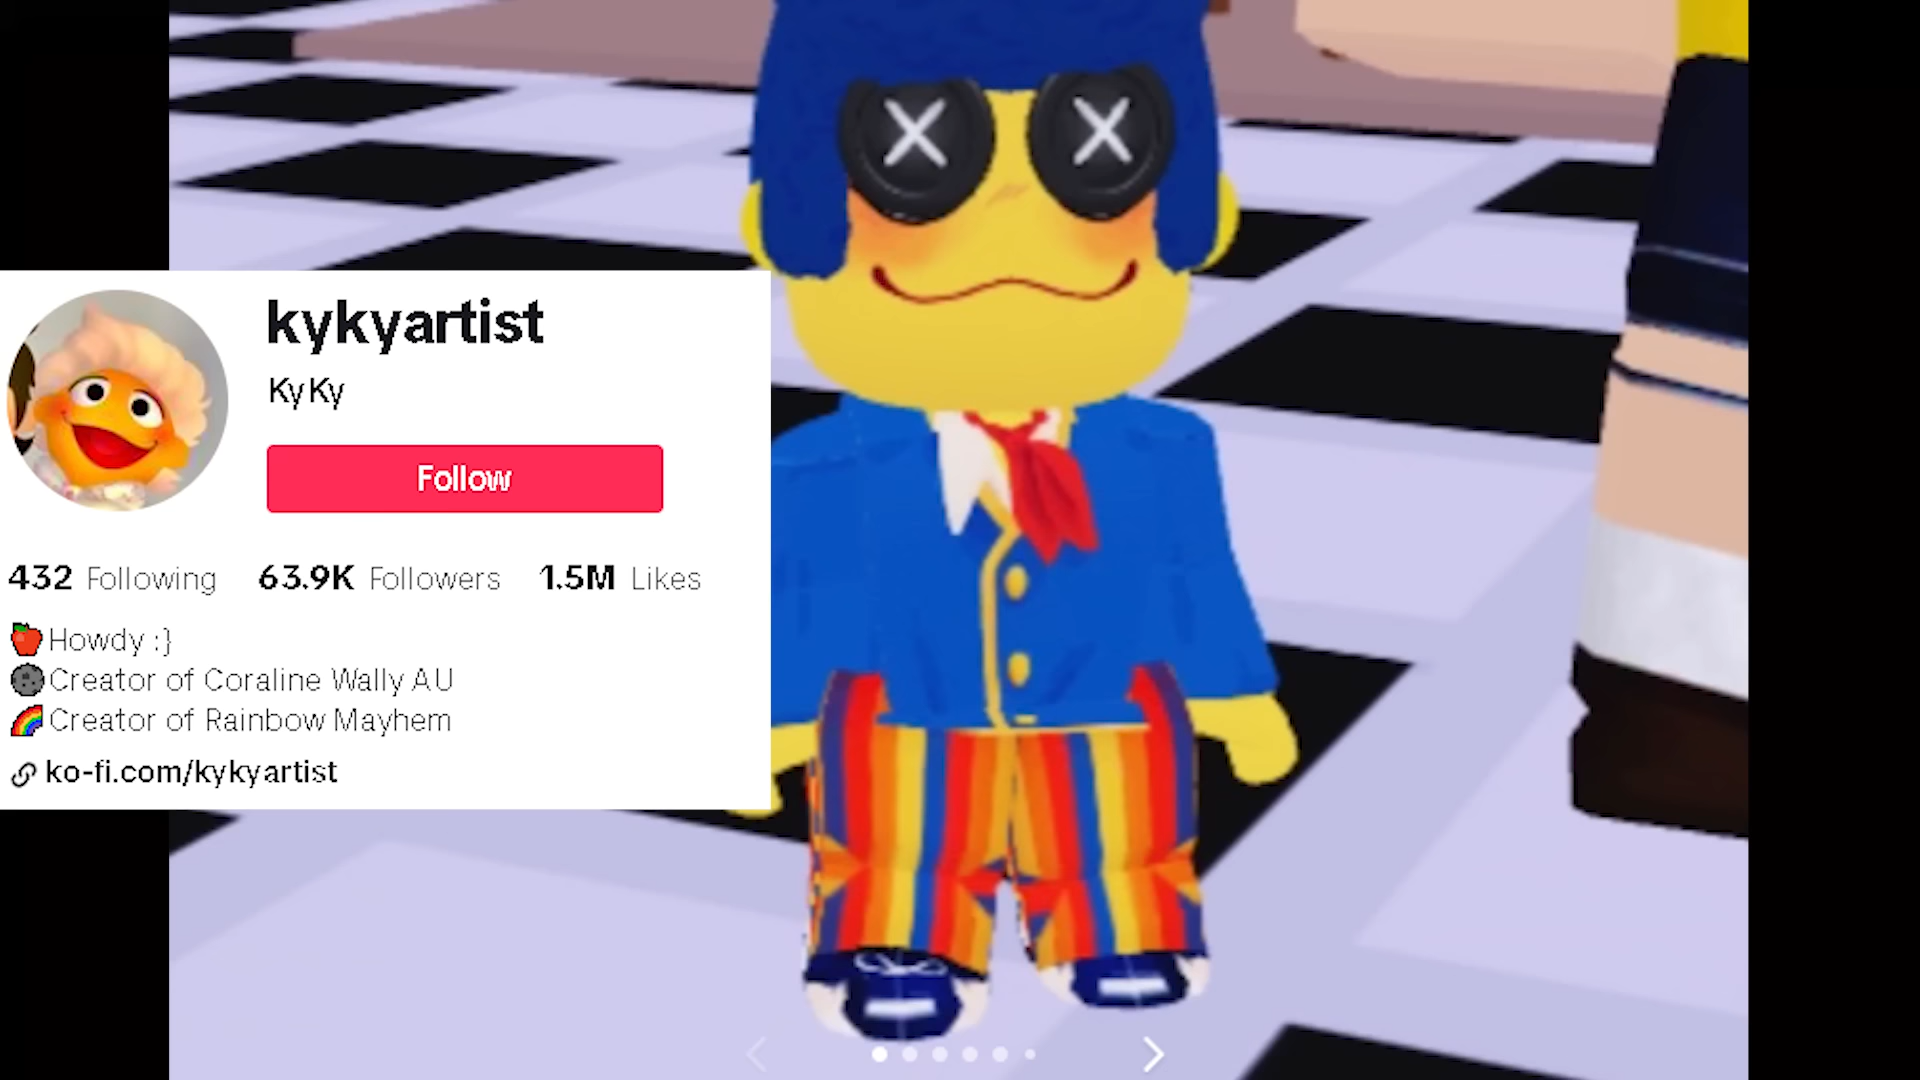 kykyartist
KyKy
Follow
432 Following 63.9K Followers 1.5M Likes
🍎Howdy :}
🌑Creator of Coraline Wally AU
🌈Creator of Rainbow Mayhem
ko-fi.com/kykyartist